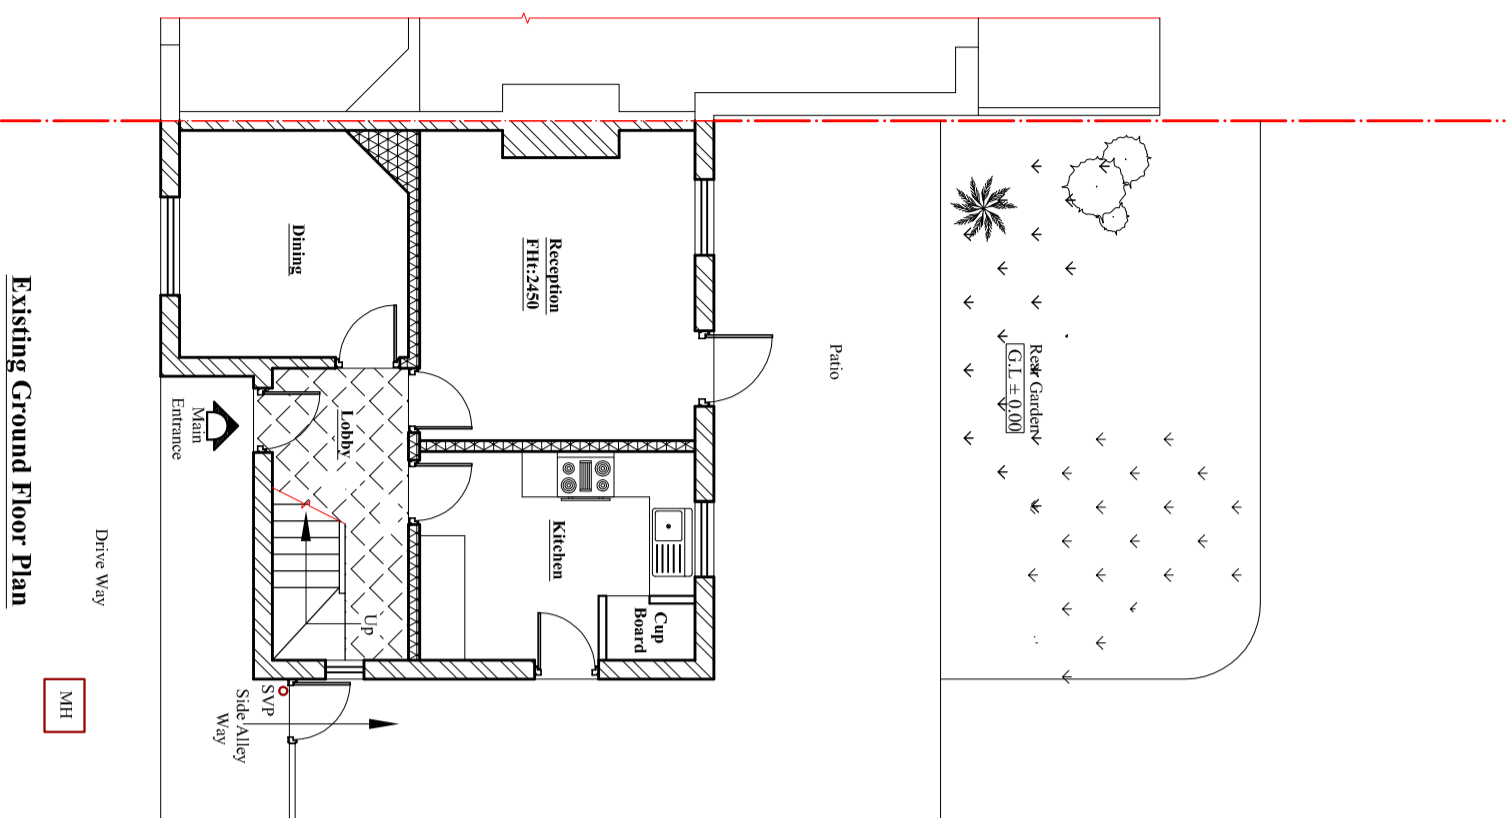 Rear Garden
G.L ± 0.00
Patio
Reception
FHt:2450
Kitchen
Cup
Board
Dining
Lobby
Up
Main
Entrance
SVP
Side Alley
Way
Drive Way
MH
Existing Ground Floor Plan